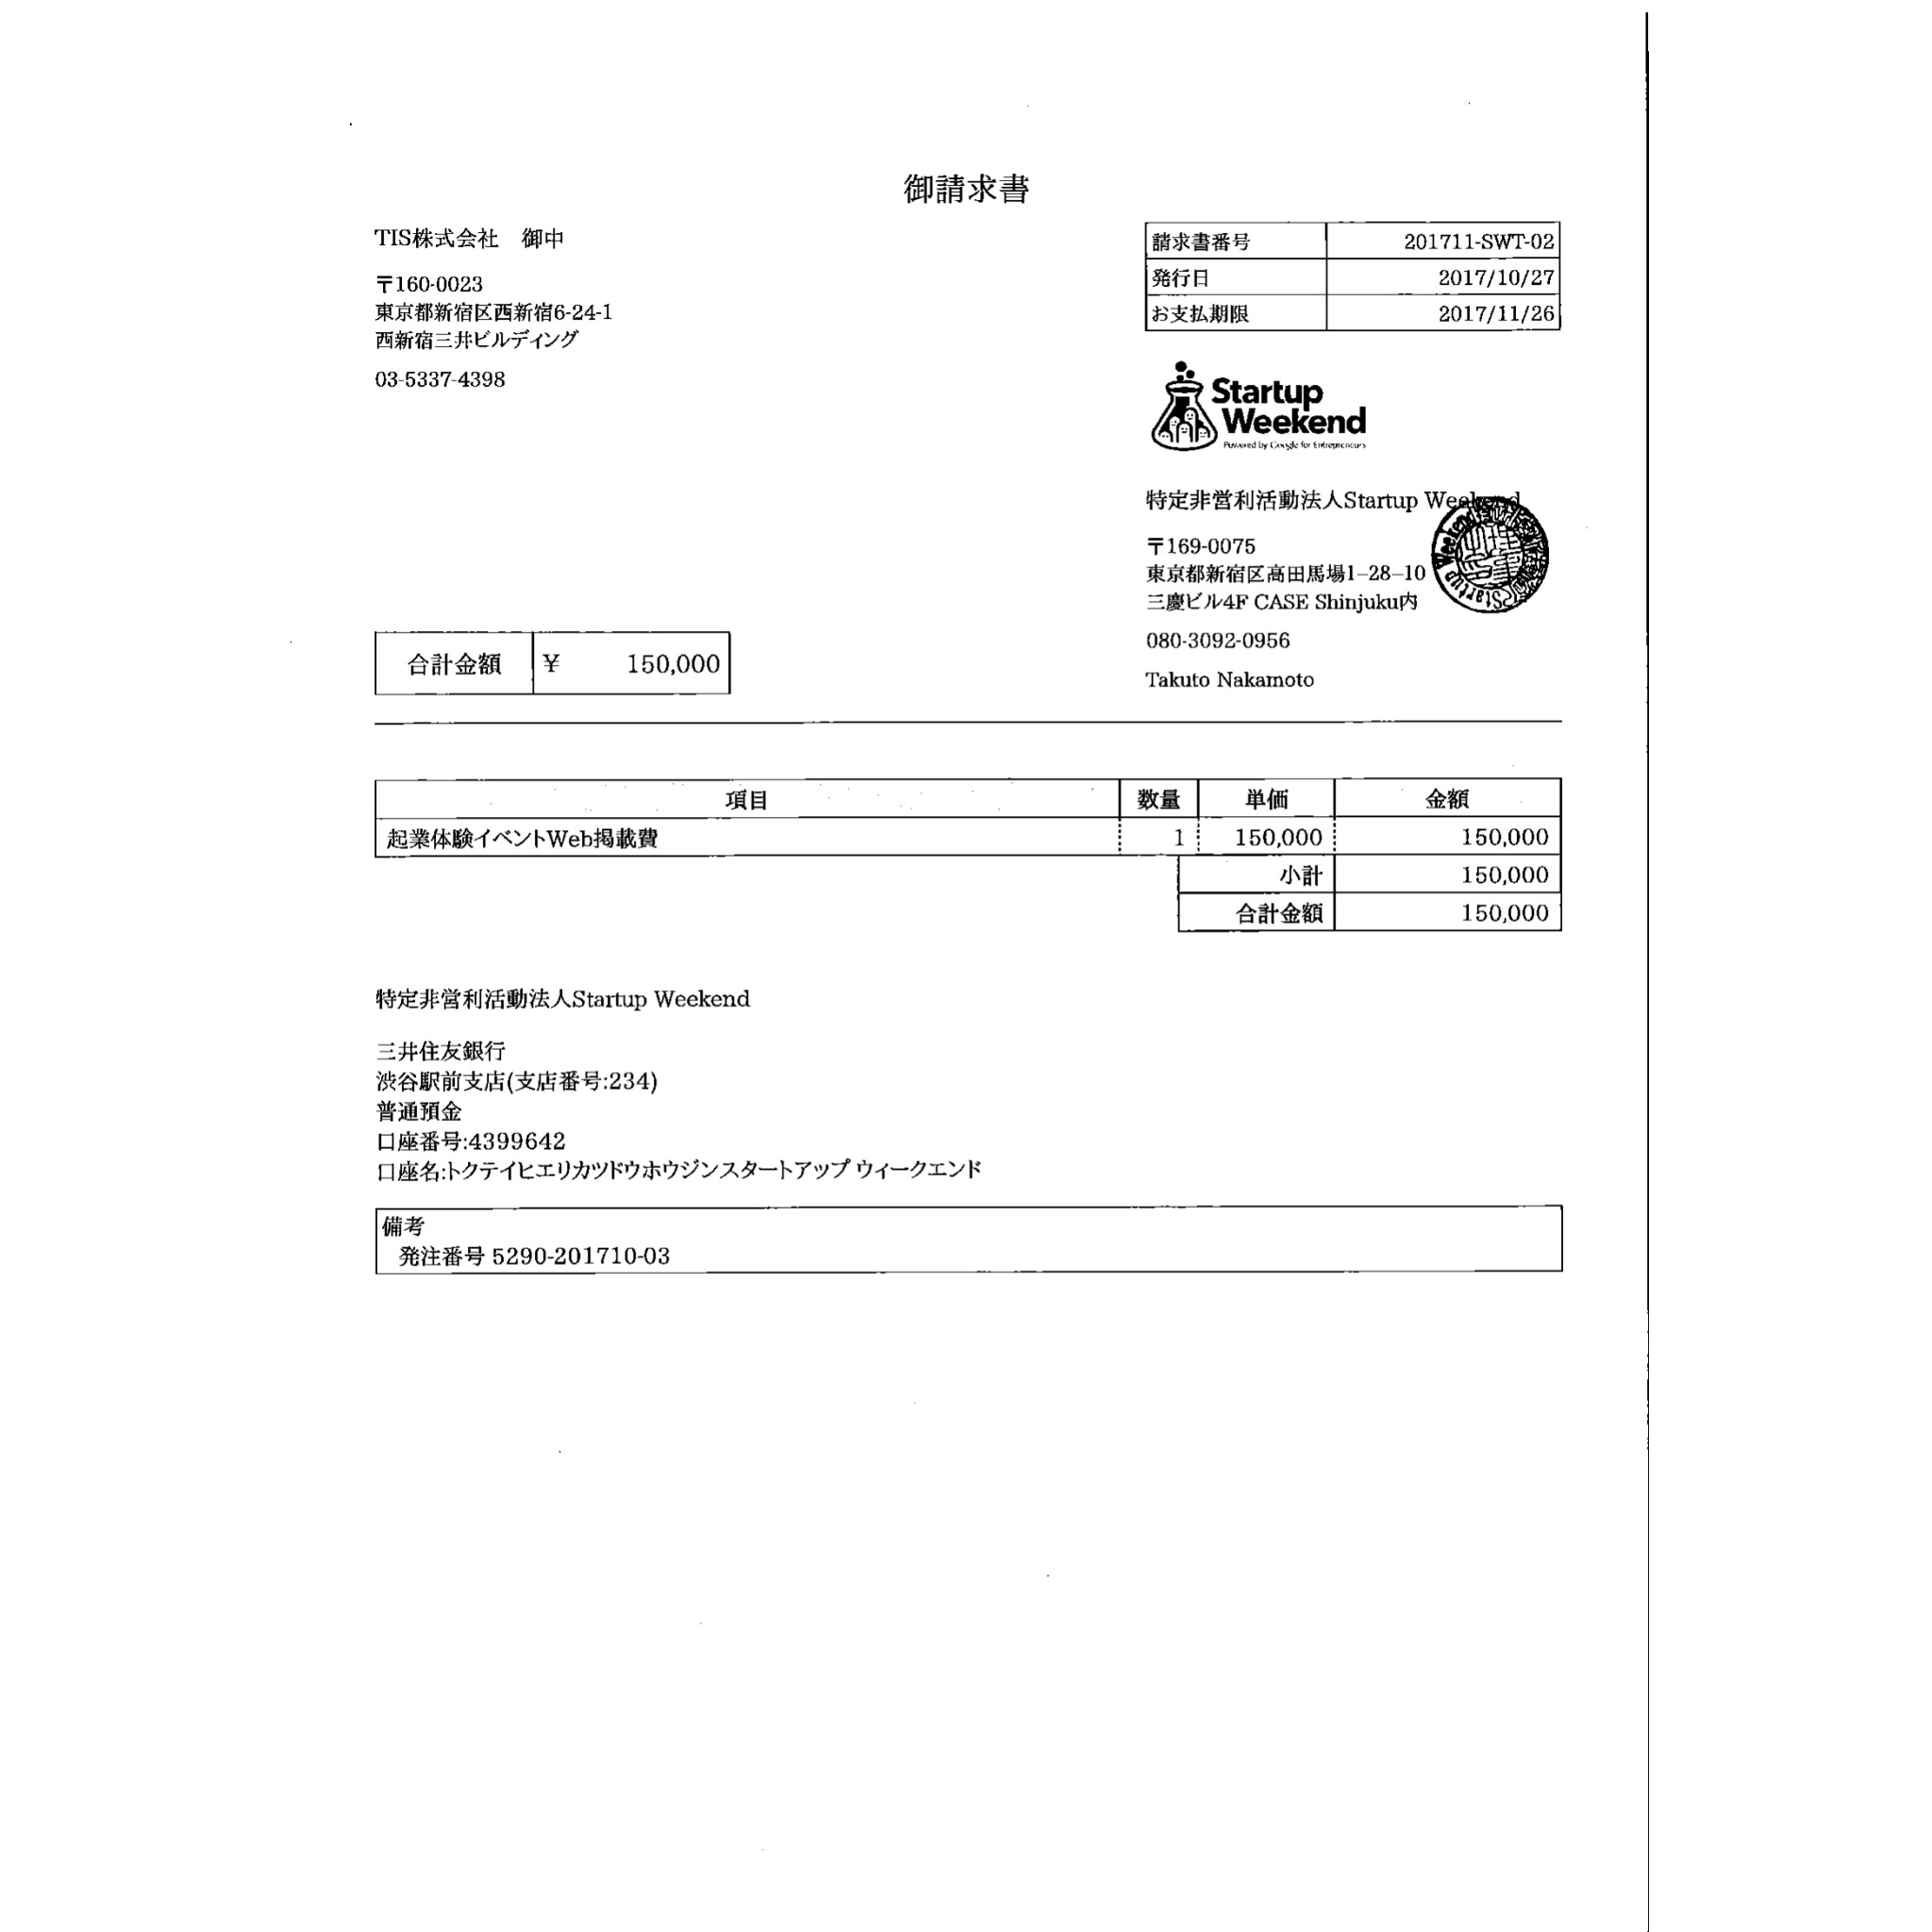 御請求書
TIS株式会社　御中
〒160-0023
東京都新宿区西新宿6-24-1
西新宿三井ビルディング
03-5337-4398
請求書番号 201711-SWT-02
発行日 2017/10/27
お支払期限 2017/11/26
Startup
Weekend
Powered by Google for Entrepreneurs
特定非営利活動法人Startup Weekend
〒169-0075
東京都新宿区高田馬場1–28–10
三慶ビル4F CASE Shinjuku内
080-3092-0956
Takuto Nakamoto
Startup Weekend
合計金額 ¥ 150,000
項目 数量 単価 金額
起業体験イベントWeb掲載費 1 150,000 150,000
小計 150,000
合計金額 150,000
特定非営利活動法人Startup Weekend
三井住友銀行
渋谷駅前支店(支店番号:234)
普通預金
口座番号:4399642
口座名:トクテイヒエリカツドウホウジンスタートアップ ウィークエンド
備考
発注番号 5290-201710-03